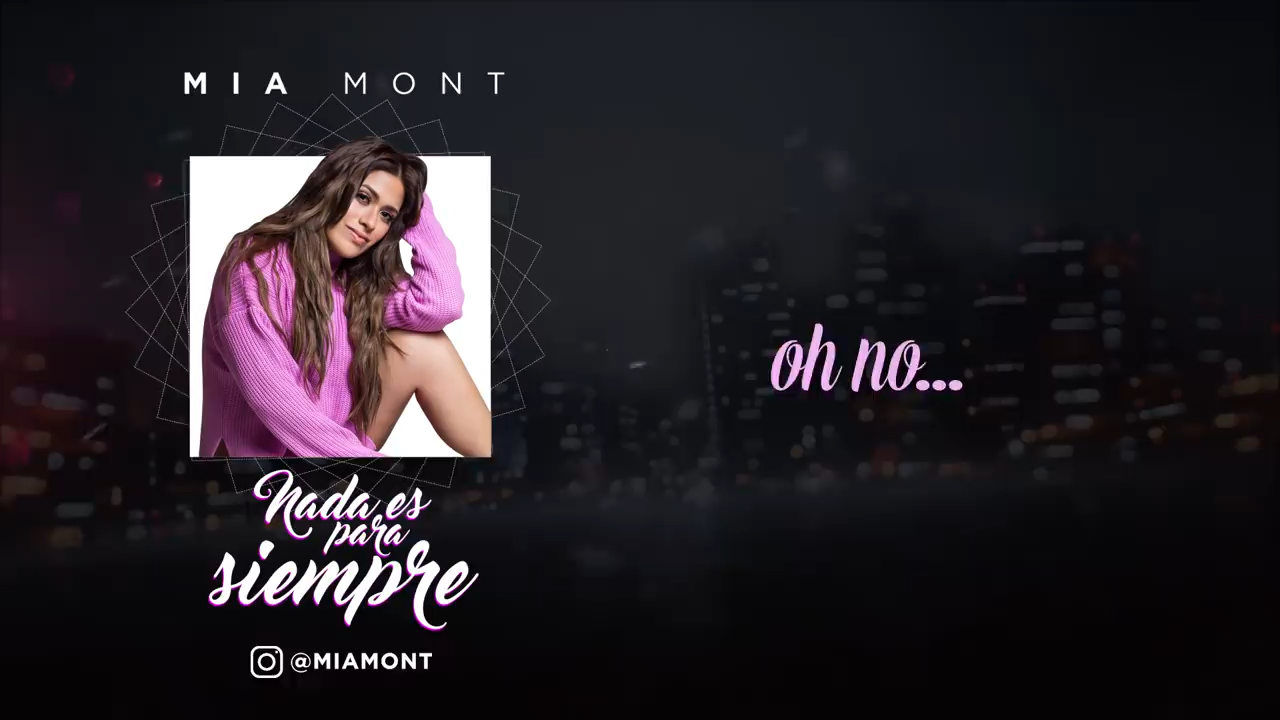 MIA MONT
Nada es
para
siempre
@MIAMONT
oh no...